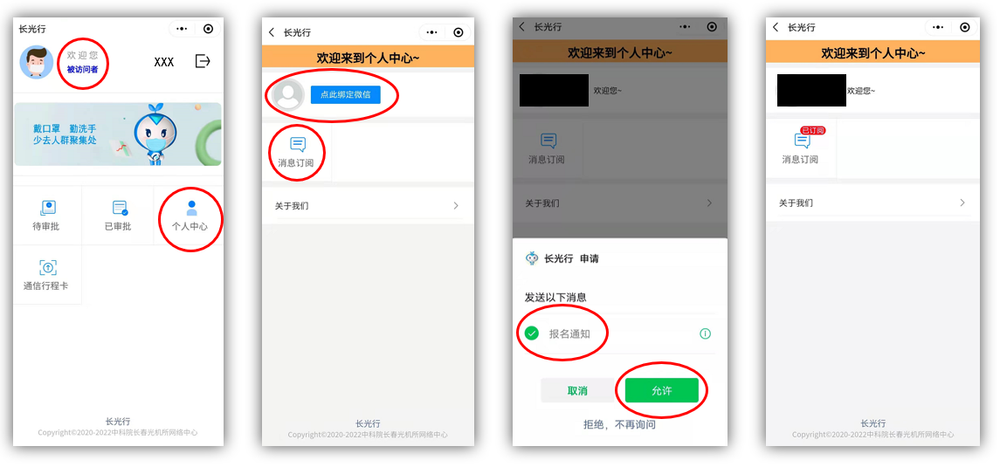 长光行
欢迎您
被访问者
XXX
戴口罩 勤洗手
少去人群聚集处
待审批
已审批
个人中心
通信行程卡
长光行
Copyright©2020-2022中科院长春光机所网络中心
长光行
欢迎来到个人中心~
点此绑定微信
消息订阅
关于我们
长光行
Copyright©2020-2022中科院长春光机所网络中心
长光行
欢迎来到个人中心~
欢迎您~
消息订阅
关于我们
长光行 申请
发送以下消息
报名通知
取消
允许
拒绝，不再询问
长光行
欢迎来到个人中心~
欢迎您~
已订阅
消息订阅
关于我们
长光行
Copyright©2020-2022中科院长春光机所网络中心